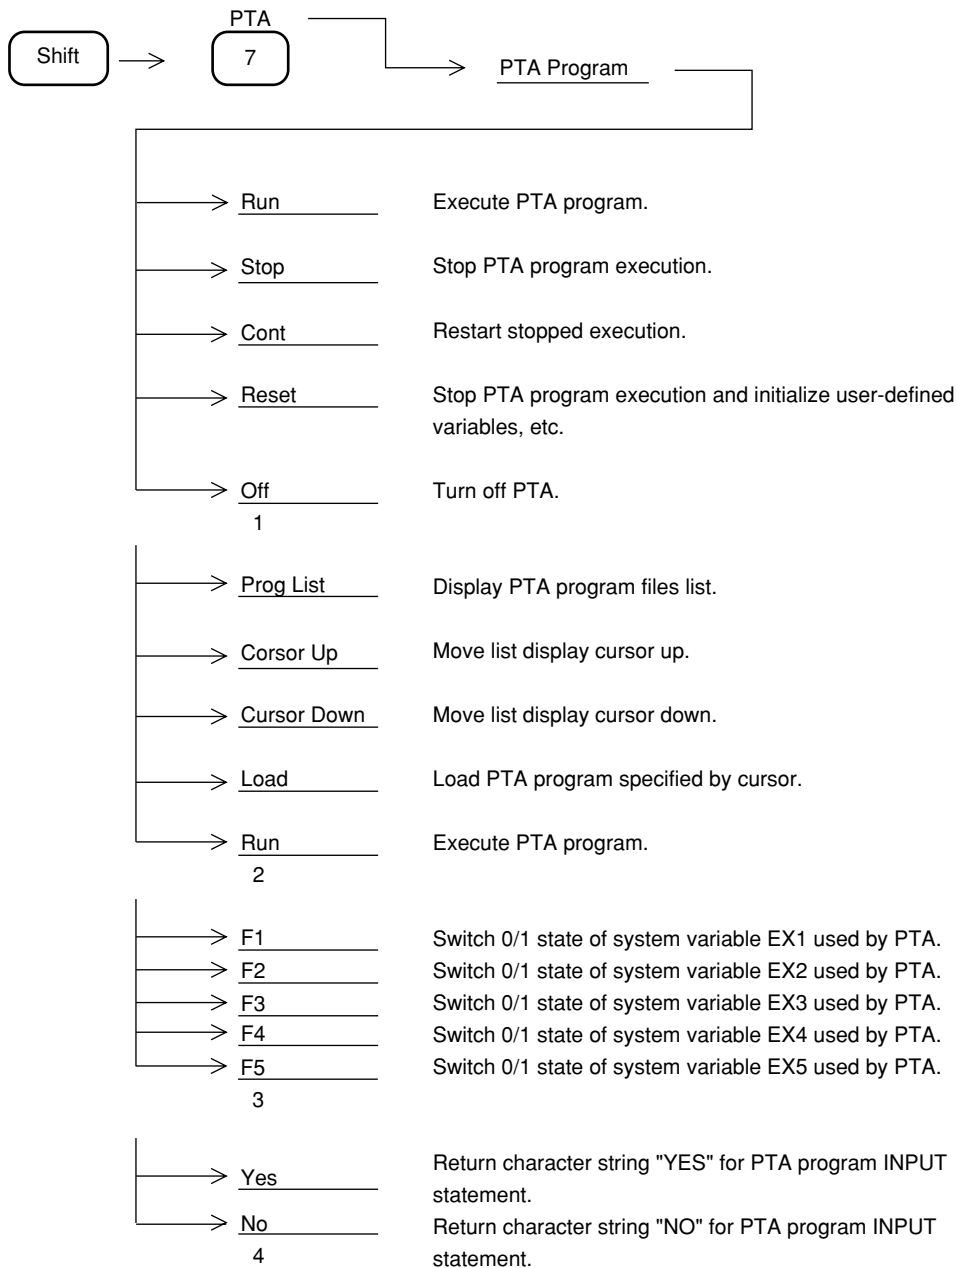 PTA
Shift
7
PTA Program
Run Execute PTA program.
Stop Stop PTA program execution.
Cont Restart stopped execution.
Reset Stop PTA program execution and initialize user-defined
variables, etc.
Off Turn off PTA.
1
Prog List Display PTA program files list.
Corsor Up Move list display cursor up.
Cursor Down Move list display cursor down.
Load Load PTA program specified by cursor.
Run Execute PTA program.
2
F1 Switch 0/1 state of system variable EX1 used by PTA.
F2 Switch 0/1 state of system variable EX2 used by PTA.
F3 Switch 0/1 state of system variable EX3 used by PTA.
F4 Switch 0/1 state of system variable EX4 used by PTA.
F5 Switch 0/1 state of system variable EX5 used by PTA.
3
Yes Return character string "YES" for PTA program INPUT
statement.
No Return character string "NO" for PTA program INPUT
4 statement.